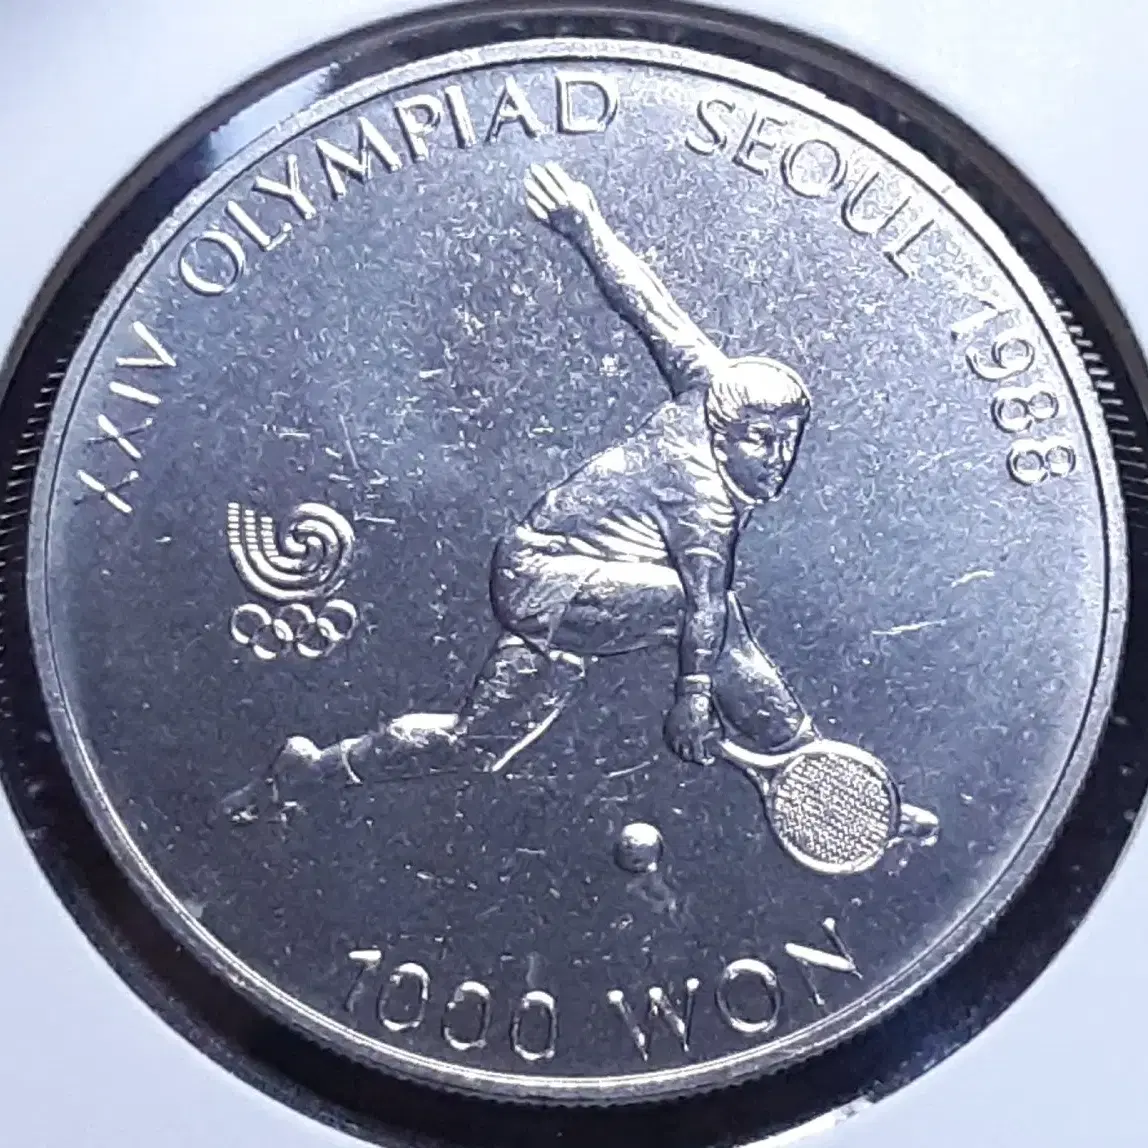 XXIV OLYMPIAD SEOUL 1988
1000 WON